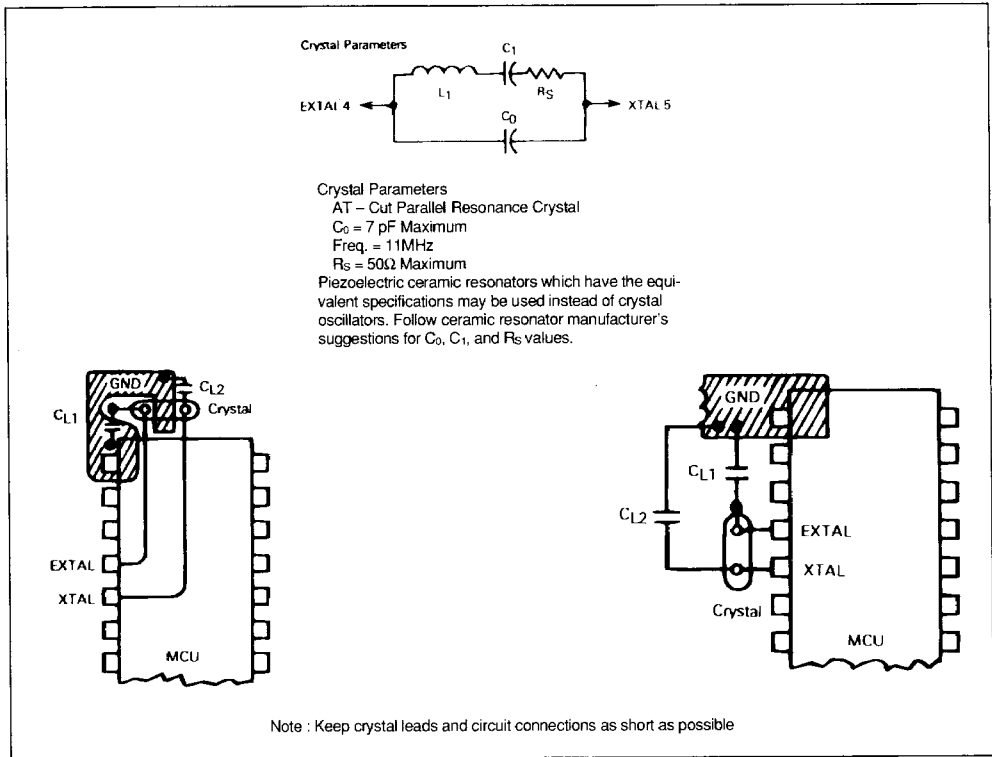 Crystal Parameters
C1
L1
RS
EXTAL 4
XTAL 5
C0
Crystal Parameters
AT – Cut Parallel Resonance Crystal
C0 = 7 pF Maximum
Freq. = 11MHz
RS = 50Ω Maximum
Piezoelectric ceramic resonators which have the equi-
valent specifications may be used instead of crystal
oscillators. Follow ceramic resonator manufacturer's
suggestions for C0, C1, and RS values.
GND
CL2
CL1
Crystal
EXTAL
XTAL
MCU
GND
CL1
CL2
EXTAL
XTAL
Crystal
MCU
Note : Keep crystal leads and circuit connections as short as possible